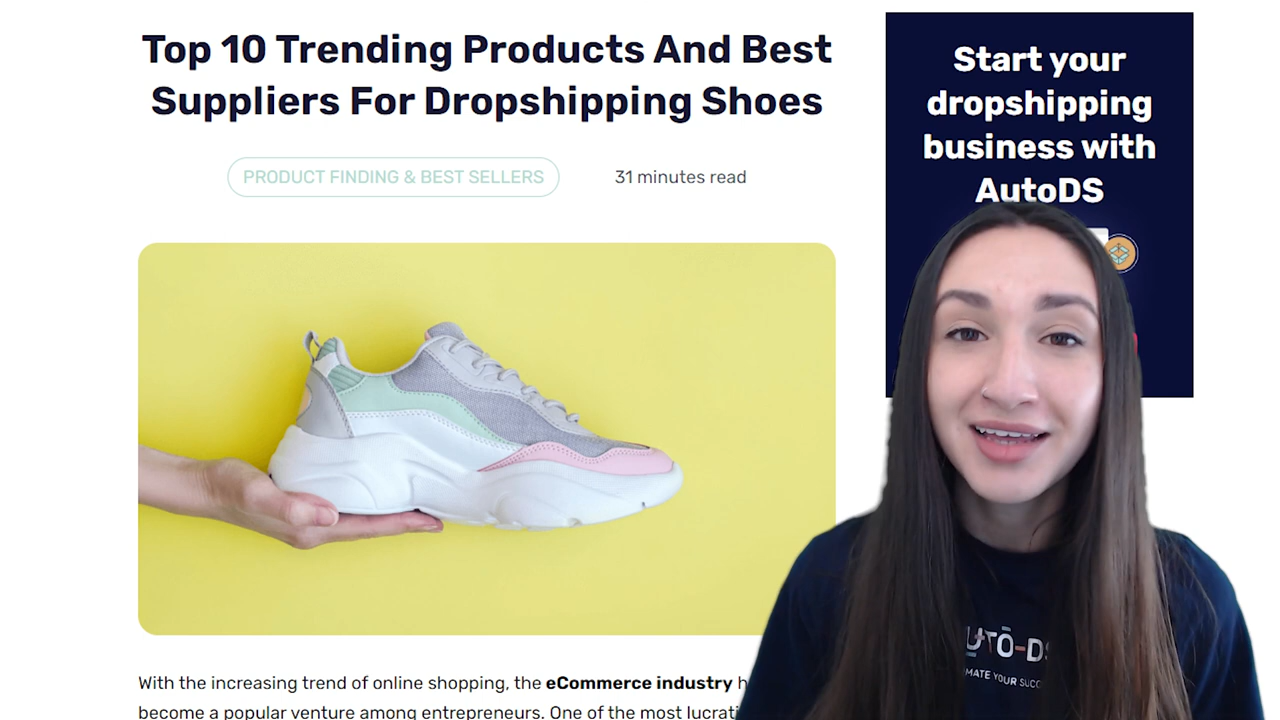 Top 10 Trending Products And Best
Suppliers For Dropshipping Shoes
PRODUCT FINDING & BEST SELLERS
31 minutes read
With the increasing trend of online shopping, the eCommerce industry
become a popular venture among entrepreneurs. One of the most
Start your
dropshipping
business with
AutoDS